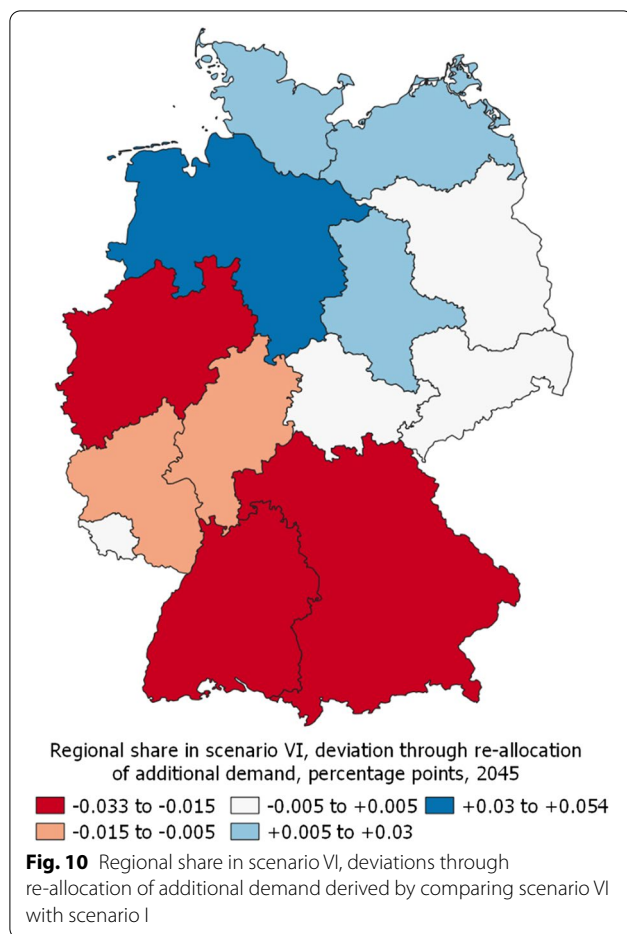 Regional share in scenario VI, deviation through re-allocation
of additional demand, percentage points, 2045
-0.033 to -0.015 -0.005 to +0.005 +0.03 to +0.054
-0.015 to -0.005 +0.005 to +0.03
Fig. 10 Regional share in scenario VI, deviations through
re-allocation of additional demand derived by comparing scenario VI
with scenario I